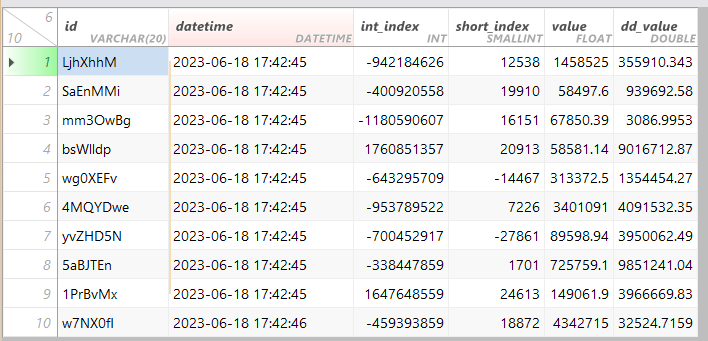 6 id datetime int_index short_index value dd_value
10 VARCHAR(20) DATETIME INT SMALLINT FLOAT DOUBLE
1 LjhXhhM 2023-06-18 17:42:45 -942184626 12538 1458525 355910.343
2 SaEnMMi 2023-06-18 17:42:45 -400920558 19910 58497.6 939692.58
3 mm3OwBg 2023-06-18 17:42:45 -1180590607 16151 67850.39 3086.9953
4 bsWlldp 2023-06-18 17:42:45 1760851357 20913 58581.14 9016712.87
5 wg0XEFv 2023-06-18 17:42:45 -643295709 -14467 313372.5 1354454.27
6 4MQYDwe 2023-06-18 17:42:45 -953789522 7226 3401091 4091532.35
7 yvZHD5N 2023-06-18 17:42:45 -700452917 -27861 89598.94 3950062.49
8 5aBJTEn 2023-06-18 17:42:45 -338447859 1701 725759.1 9851241.04
9 1PrBvMx 2023-06-18 17:42:45 1647648559 24613 149061.9 3966669.83
10 w7NX0fI 2023-06-18 17:42:46 -459393859 18872 4342715 32524.7159